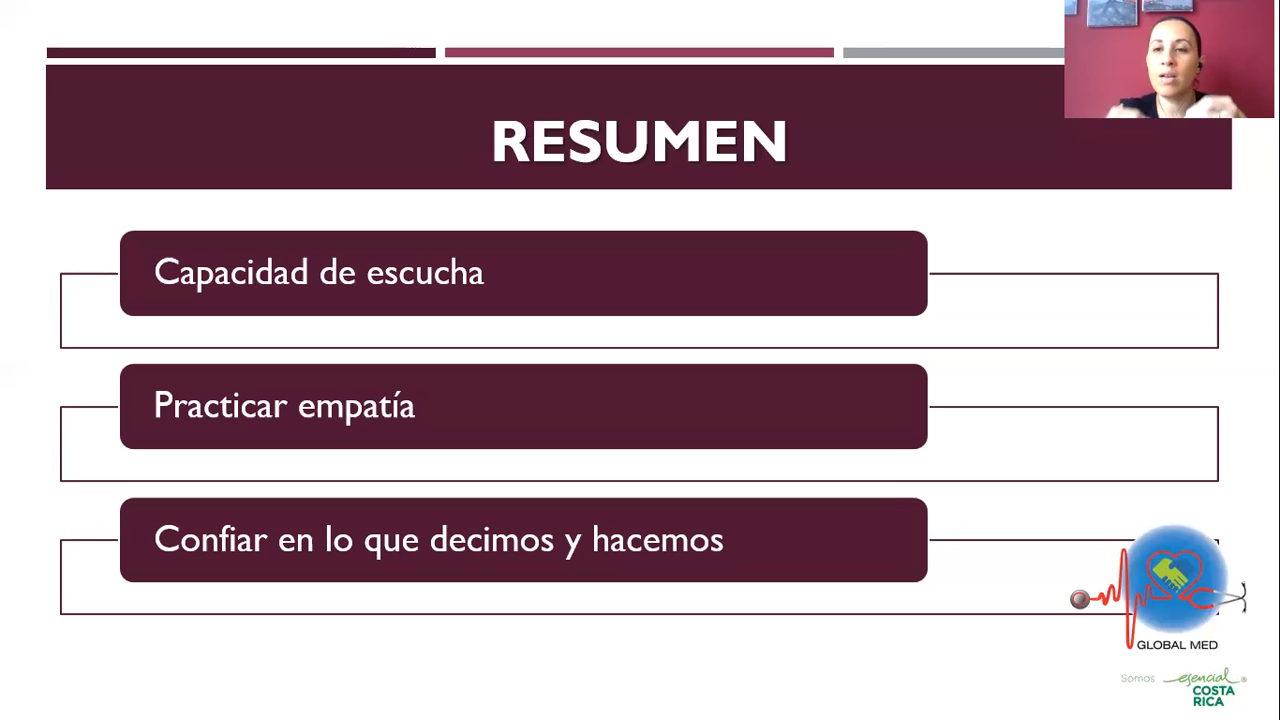 RESUMEN
Capacidad de escucha
Practicar empatía
Confiar en lo que decimos y hacemos
GLOBAL MED
Somos esencial
COSTA
RICA